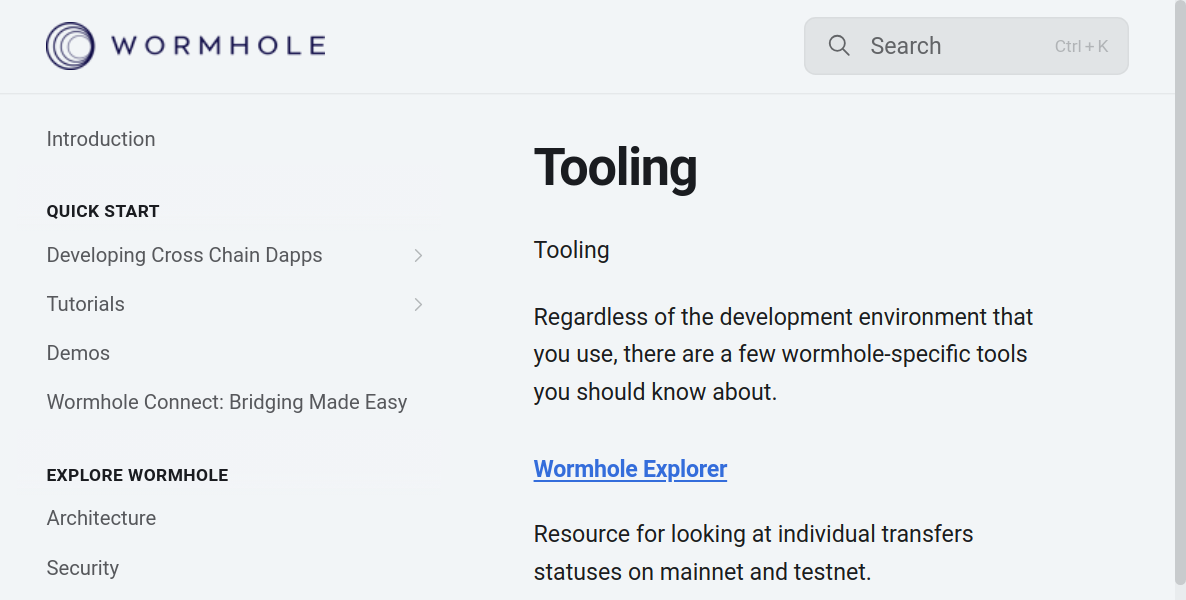 WORMHOLE
Search
Ctrl + K
Introduction
QUICK START
Developing Cross Chain Dapps
Tutorials
Demos
Wormhole Connect: Bridging Made Easy
EXPLORE WORMHOLE
Architecture
Security
Tooling
Tooling
Regardless of the development environment that
you use, there are a few wormhole-specific tools
you should know about.
Wormhole Explorer
Resource for looking at individual transfers
statuses on mainnet and testnet.